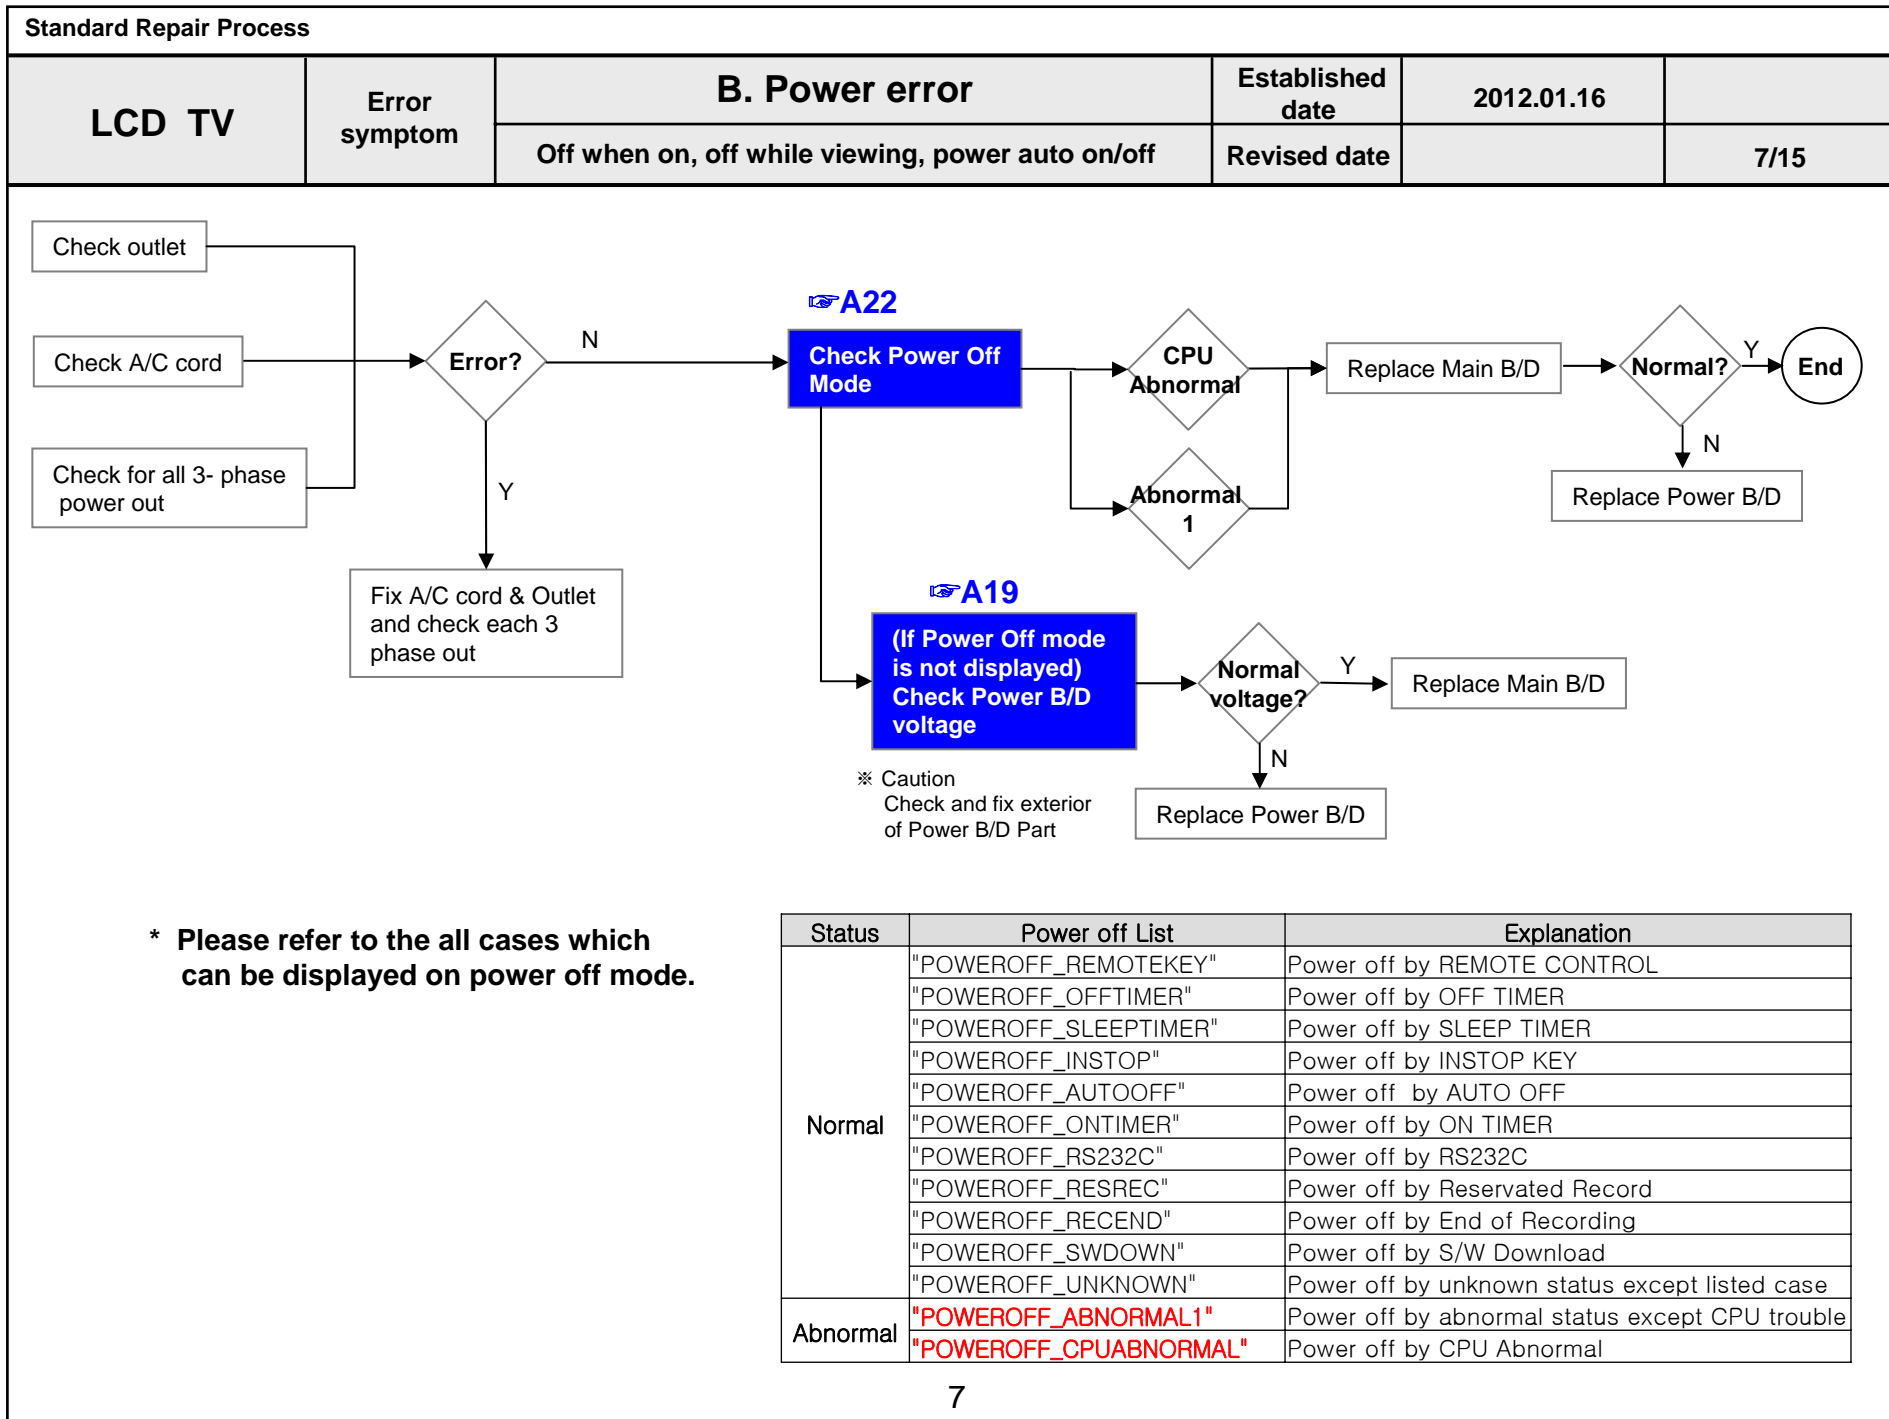 Standard Repair Process
LCD  TV
Error
symptom
B. Power error
Established
date
2012.01.16
Off when on, off while viewing, power auto on/off
Revised date
7/15
Check outlet
Check A/C cord
Check for all 3- phase
power out
Error?
N
Y
Fix A/C cord & Outlet
and check each 3
phase out
☞A22
Check Power Off
Mode
CPU
Abnormal
Abnormal
1
Replace Main B/D
Normal?
Y
End
N
Replace Power B/D
☞A19
(If Power Off mode
is not displayed)
Check Power B/D
voltage
Normal
voltage?
Y
Replace Main B/D
N
Replace Power B/D
※ Caution
Check and fix exterior
of Power B/D Part
*  Please refer to the all cases which
can be displayed on power off mode.
Status Power off List Explanation
Normal
"POWEROFF_REMOTEKEY" Power off by REMOTE CONTROL
"POWEROFF_OFFTIMER" Power off by OFF TIMER
"POWEROFF_SLEEPTIMER" Power off by SLEEP TIMER
"POWEROFF_INSTOP" Power off by INSTOP KEY
"POWEROFF_AUTOOFF" Power off  by AUTO OFF
"POWEROFF_ONTIMER" Power off by ON TIMER
"POWEROFF_RS232C" Power off by RS232C
"POWEROFF_RESREC" Power off by Reservated Record
"POWEROFF_RECEND" Power off by End of Recording
"POWEROFF_SWDOWN" Power off by S/W Download
"POWEROFF_UNKNOWN" Power off by unknown status except listed case
Abnormal
"POWEROFF_ABNORMAL1" Power off by abnormal status except CPU trouble
"POWEROFF_CPUABNORMAL" Power off by CPU Abnormal
7